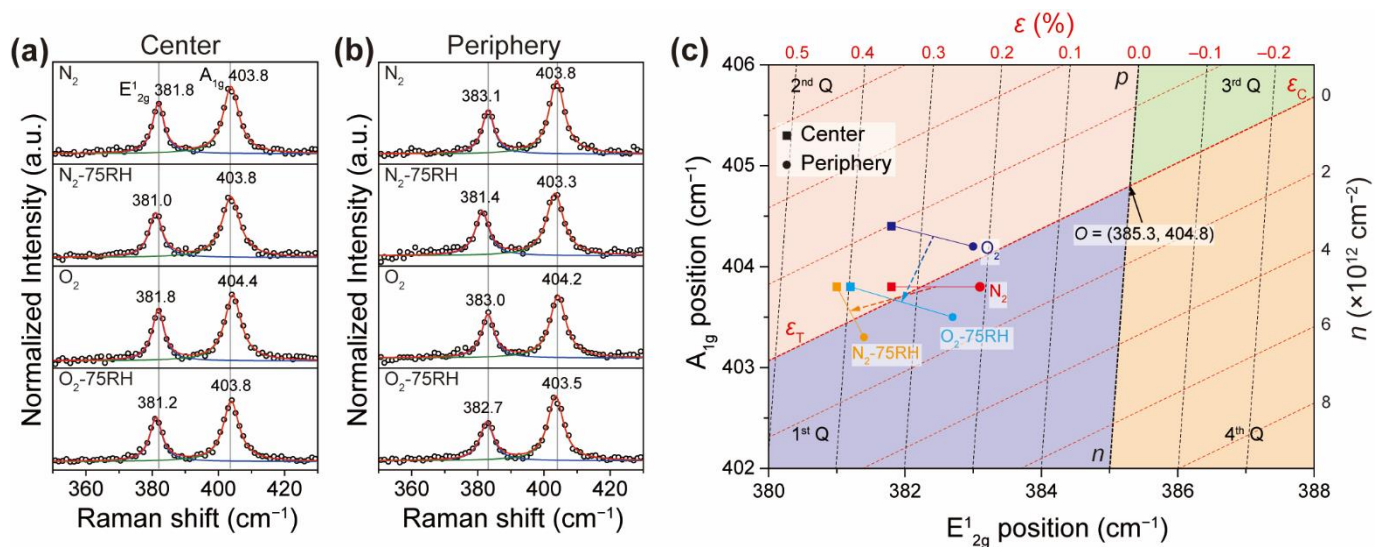 (a)
Center
Normalized Intensity (a.u.)
N₂
E¹₂g 381.8
A₁g 403.8
N₂-75RH
381.0
403.8
O₂
381.8
404.4
O₂-75RH
381.2
403.8
360 380 400 420
Raman shift (cm⁻¹)
(b)
Periphery
Normalized Intensity (a.u.)
N₂
383.1
403.8
N₂-75RH
381.4
403.3
O₂
383.0
404.2
O₂-75RH
382.7
403.5
360 380 400 420
Raman shift (cm⁻¹)
(c)
ε (%)
0.5 0.4 0.3 0.2 0.1 0.0 −0.1 −0.2
A₁g position (cm⁻¹)
406
405
404
403
402
2nd Q
p
3rd Q
εC
Center
Periphery
O = (385.3, 404.8)
O₂
N₂
εT
O₂-75RH
N₂-75RH
1st Q
n
4th Q
0
2
4
6
8
n (×10¹² cm⁻²)
380 382 384 386 388
E¹₂g position (cm⁻¹)